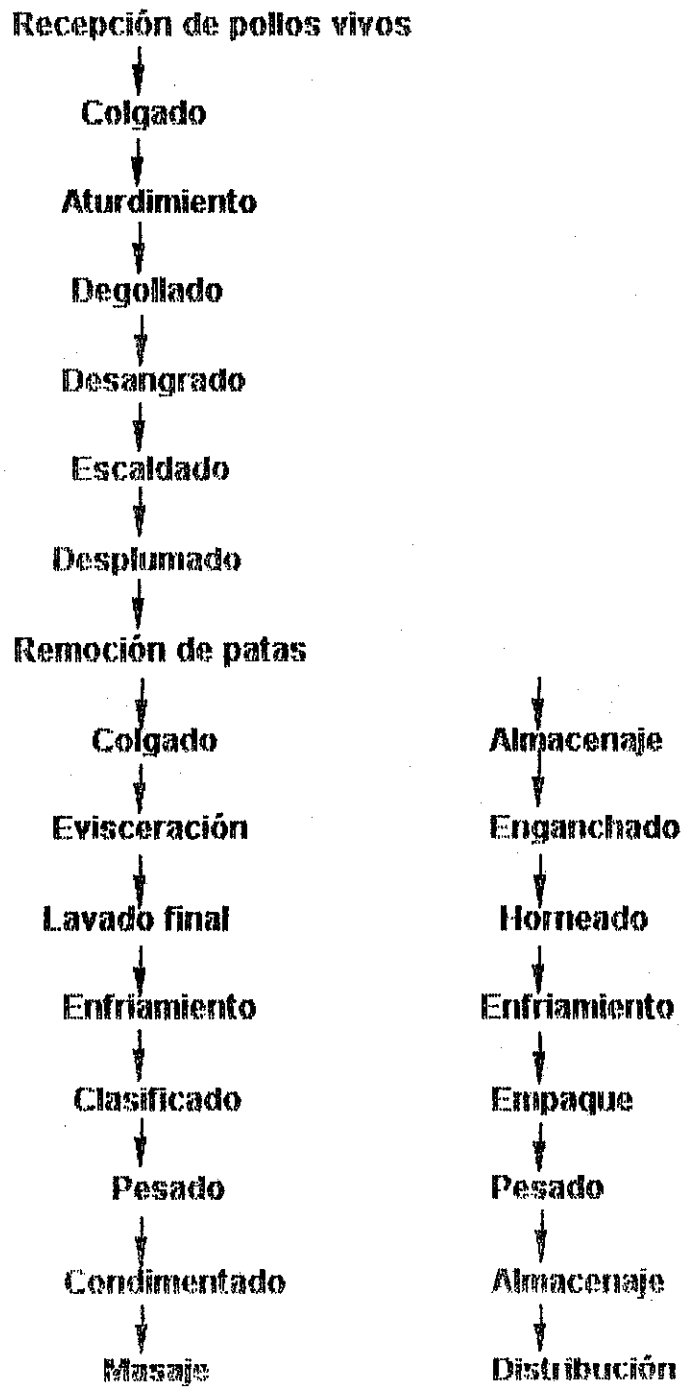 Recepción de pollos vivos
Colgado
Aturdimiento
Degollado
Desangrado
Escaldado
Desplumado
Remoción de patas
Colgado
Evisceración
Lavado final
Enfriamiento
Clasificado
Pesado
Condimentado
Masaje
Almacenaje
Enganchado
Horneado
Enfriamiento
Empaque
Pesado
Almacenaje
Distribución